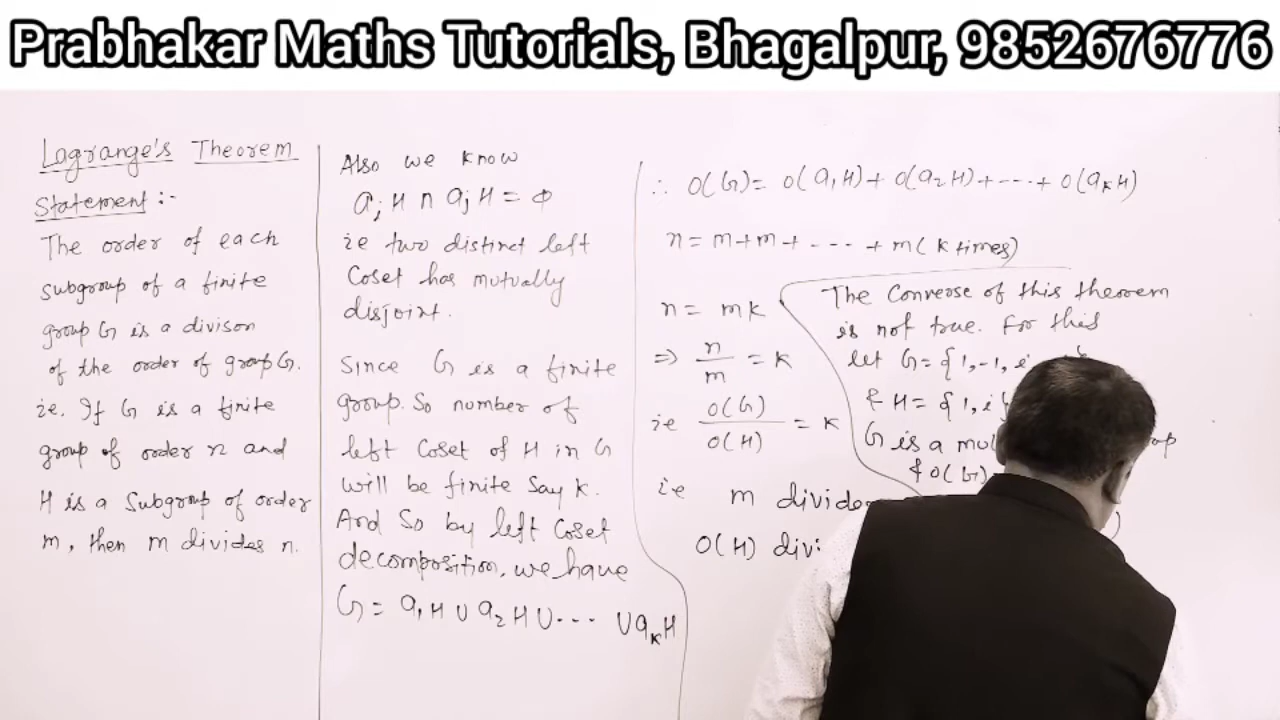 Prabhakar Maths Tutorials, Bhagalpur, 9852676776
Lagrange's Theorem
Statement :-
The order of each
subgroup of a finite
group G is a divison
of the order of group G.
ie. If G is a finite
group of order n and
H is a Subgroup of order
m, then m divides n.
Also we know
aᵢH ∩ aⱼH = ϕ
ie two distinct left
Coset has mutually
disjoint.
Since G is a finite
group. So number of
left Coset of H in G
will be finite Say k.
And So by left Coset
decomposition, we have
G = a₁H ∪ a₂H ∪ --- ∪ aₖH
∴ O(G) = O(a₁H) + O(a₂H) + --- + O(aₖH)
n = m + m + ---- + m (k times)
n = mk
⇒ n/m = k
ie O(G)/O(H) = k
ie m divide
O(H) div
The Converse of this theorem
is not true. For this
let G = {1, -1, i
& H = {1, i}
G is a mul
& O(G)